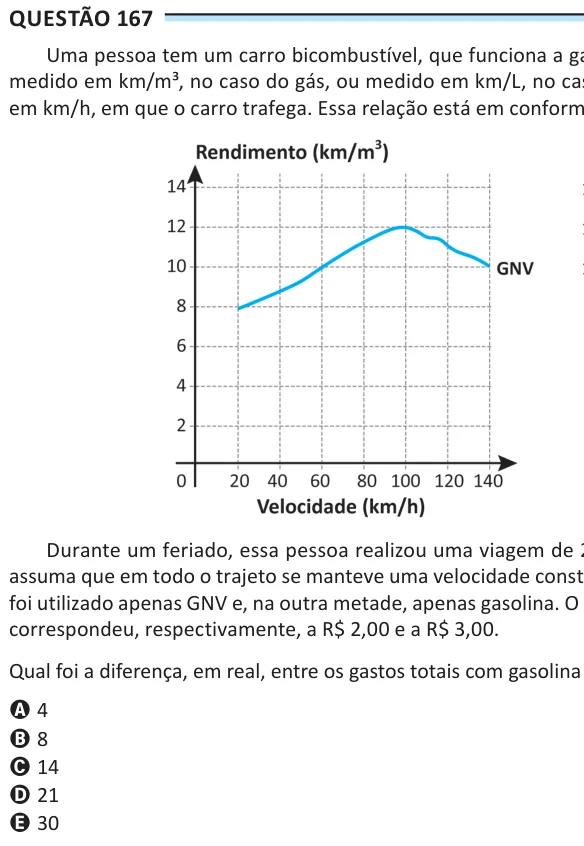 QUESTÃO 167
Uma pessoa tem um carro bicombustível, que funciona a
medido em km/m³, no caso do gás, ou medido em km/L, no
em km/h, em que o carro trafega. Essa relação está em
Rendimento (km/m³)
14
12
10
GNV
8
6
4
2
0 20 40 60 80 100 120 140
Velocidade (km/h)
Durante um feriado, essa pessoa realizou uma viagem de
assuma que em todo o trajeto se manteve uma velocidade
foi utilizado apenas GNV e, na outra metade, apenas gasolina. O
correspondeu, respectivamente, a R$ 2,00 e a R$ 3,00.
Qual foi a diferença, em real, entre os gastos totais com gasolina
A 4
B 8
C 14
D 21
E 30